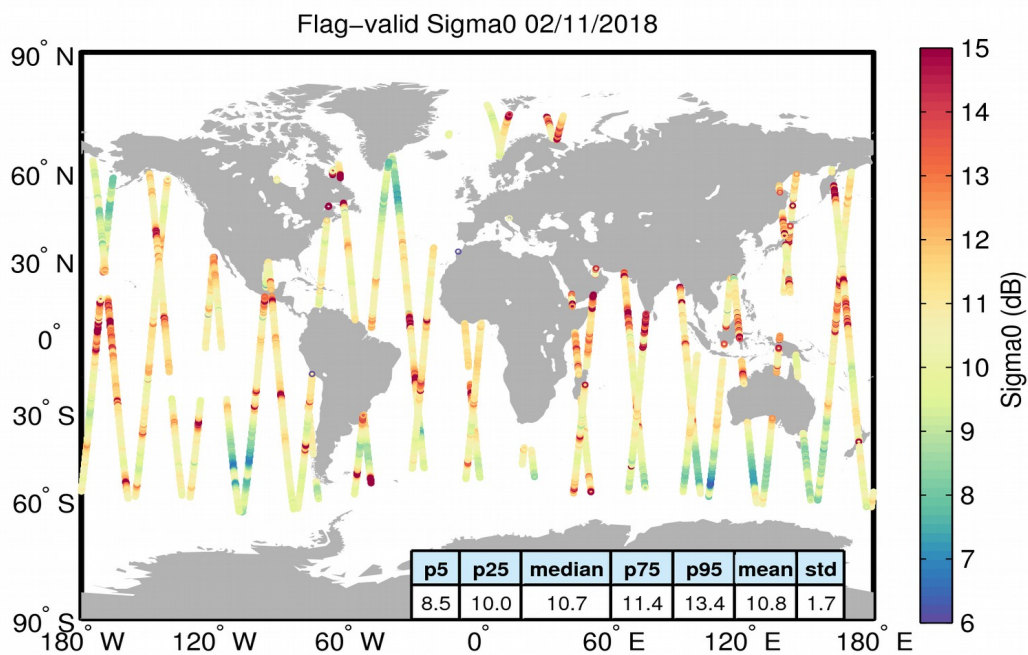 Flag−valid Sigma0 02/11/2018
90° N
60° N
30° N
0°
30° S
60° S
90° S
180° W
120° W
60° W
0°
60° E
120° E
180° E
15
14
13
12
11
10
9
8
7
6
Sigma0 (dB)
p5 p25 median p75 p95 mean std
8.5 10.0 10.7 11.4 13.4 10.8 1.7